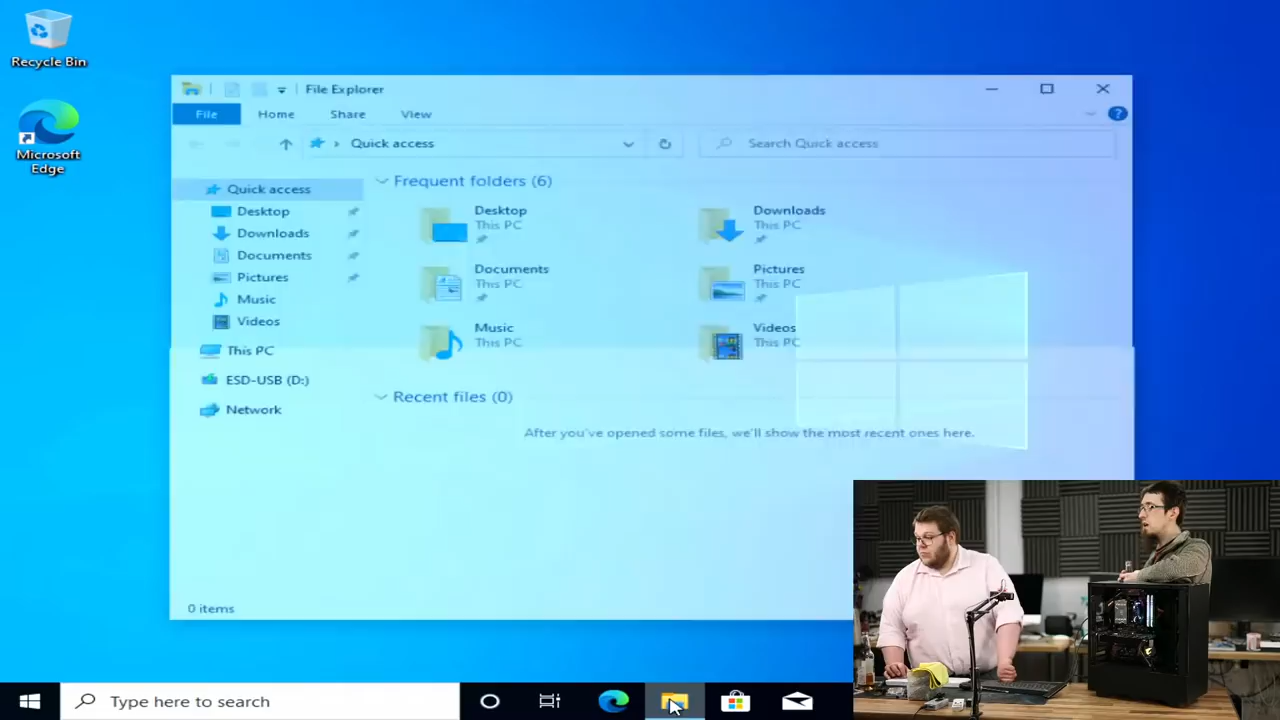 Recycle Bin
Microsoft
Edge
File Explorer
File
Home
Share
View
?
Quick access
Search Quick access
Quick access
Desktop
Downloads
Documents
Pictures
Music
Videos
This PC
ESD-USB (D:)
Network
Frequent folders (6)
Desktop
This PC
Downloads
This PC
Documents
This PC
Pictures
This PC
Music
This PC
Videos
This PC
Recent files (0)
After you've opened some files, we'll show the most recent ones here.
0 items
Type here to search